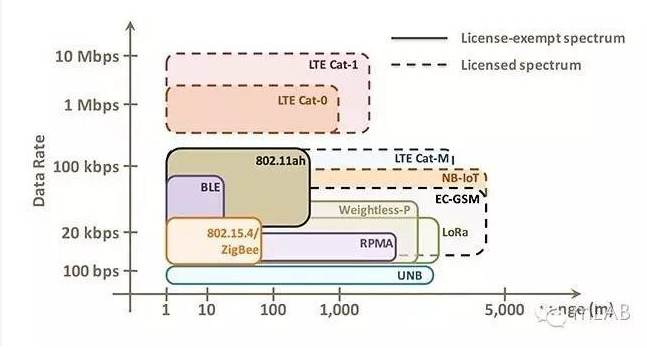 License-exempt spectrum
10 Mbps
LTE Cat-1
Licensed spectrum
LTE Cat-0
1 Mbps
Data Rate
802.11ah
LTE Cat-M
100 kbps
NB-IoT
BLE
EC-GSM
Weightless-P
20 kbps
802.15.4/
ZigBee
RPMA
LoRa
100 bps
UNB
1
10
100
1,000
5,000
range (m)